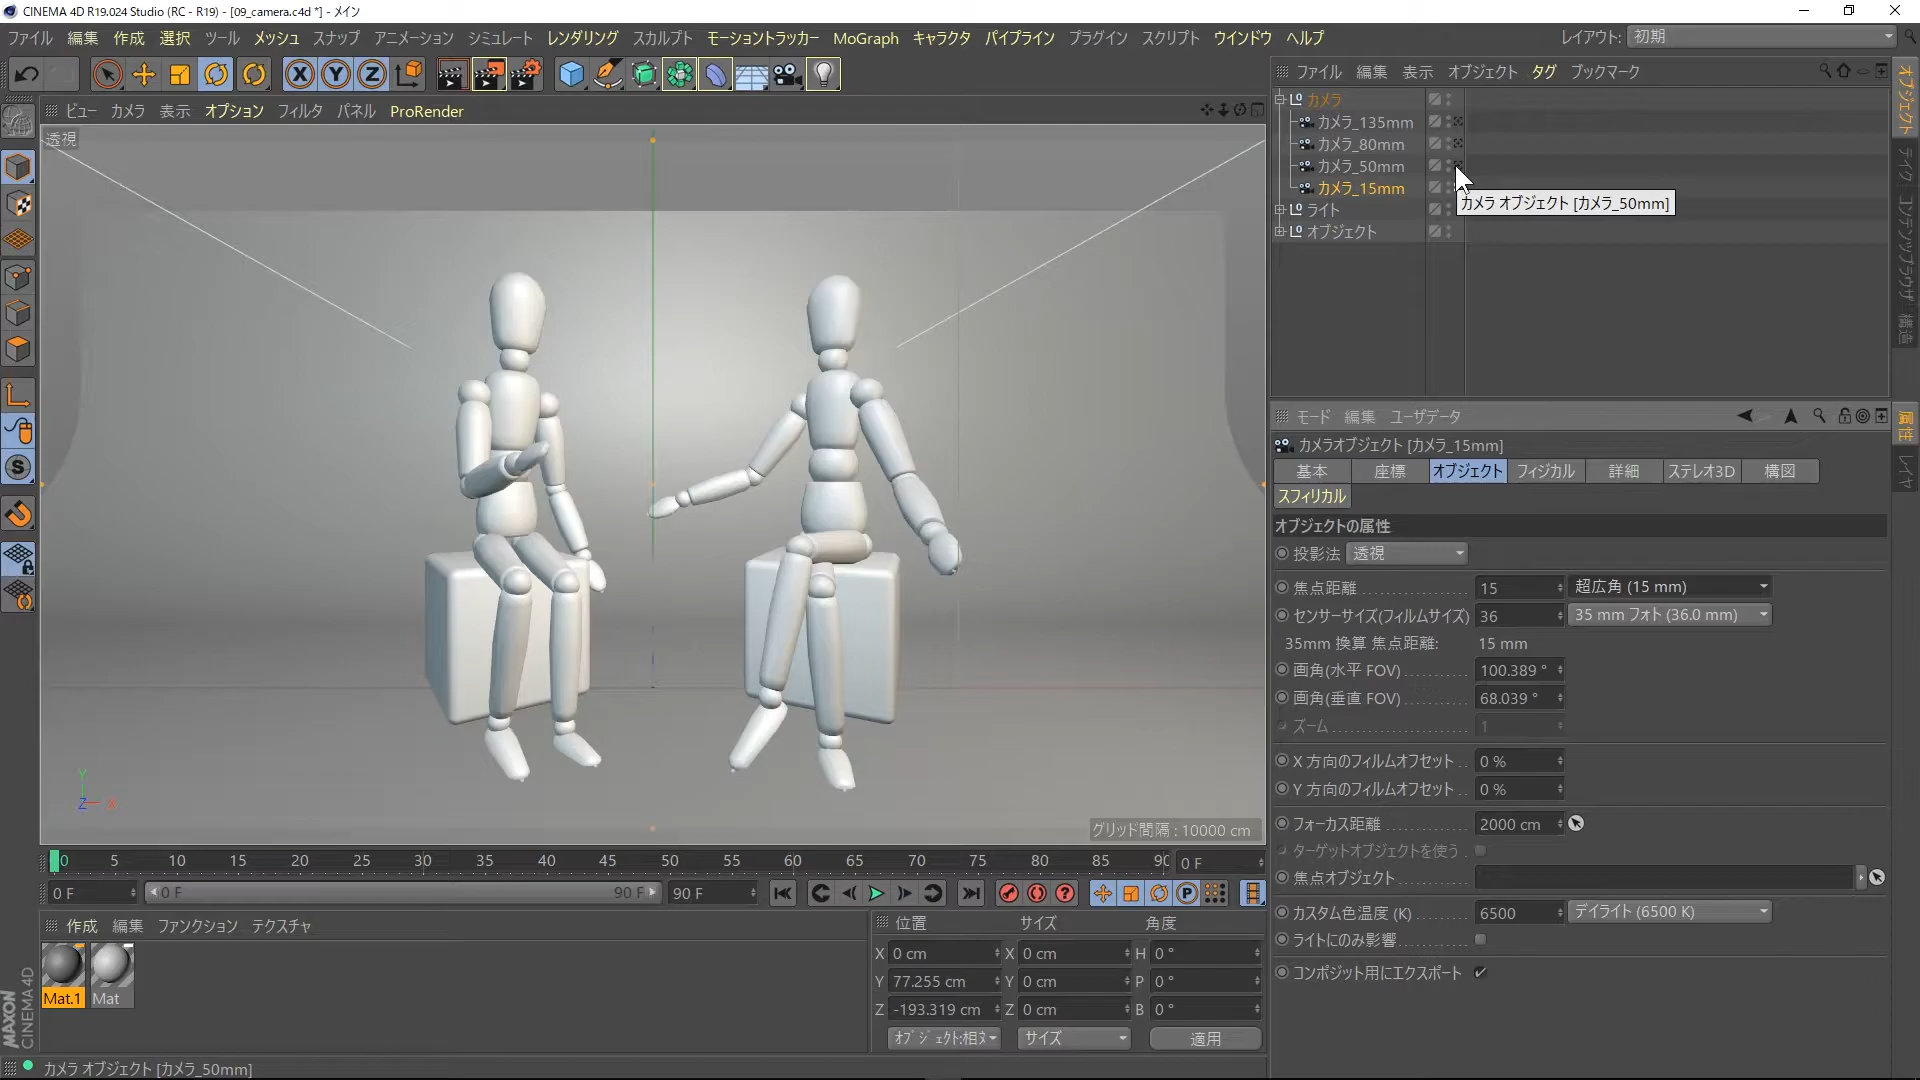 CINEMA 4D R19.024 Studio (RC - R19) - [09_camera.c4d *] - メイン
ファイル 編集 作成 選択 ツール メッシュ スナップ アニメーション シミュレート レンダリング スカルプト モーショントラッカー MoGraph キャラクタ パイプライン プラグイン スクリプト ウインドウ ヘルプ
レイアウト: 初期
ファイル 編集 表示 オブジェクト タグ ブックマーク
ビュー カメラ 表示 オプション フィルタ パネル ProRender
透視
カメラ
カメラ_135mm
カメラ_80mm
カメラ_50mm
カメラ_15mm
ライト
オブジェクト
カメラ オブジェクト [カメラ_50mm]
オブジェクト
テイク
コンテンツブラウザ
構造
モード 編集 ユーザデータ
属性
レイヤ
カメラオブジェクト [カメラ_15mm]
基本 座標 オブジェクト フィジカル 詳細 ステレオ3D 構図
スフィリカル
オブジェクトの属性
投影法 透視
焦点距離 15 超広角 (15 mm)
センサーサイズ(フィルムサイズ) 36 35 mm フォト (36.0 mm)
35mm 換算 焦点距離: 15 mm
画角(水平 FOV) 100.389 °
画角(垂直 FOV) 68.039 °
ズーム 1
X 方向のフィルムオフセット 0 %
Y 方向のフィルムオフセット 0 %
フォーカス距離 2000 cm
ターゲットオブジェクトを使う
焦点オブジェクト
カスタム色温度 (K) 6500 デイライト (6500 K)
ライトにのみ影響
コンポジット用にエクスポート
Y
Z X
グリッド間隔 : 10000 cm
0 5 10 15 20 25 30 35 40 45 50 55 60 65 70 75 80 85 90 0 F
0 F 0 F 90 F 90 F
作成 編集 ファンクション テクスチャ
Mat.1 Mat
位置 サイズ 角度
X 0 cm X 0 cm H 0 °
Y 77.255 cm Y 0 cm P 0 °
Z -193.319 cm Z 0 cm B 0 °
オブジェクト:相対 サイズ 適用
MAXON
CINEMA 4D
カメラ オブジェクト [カメラ_50mm]